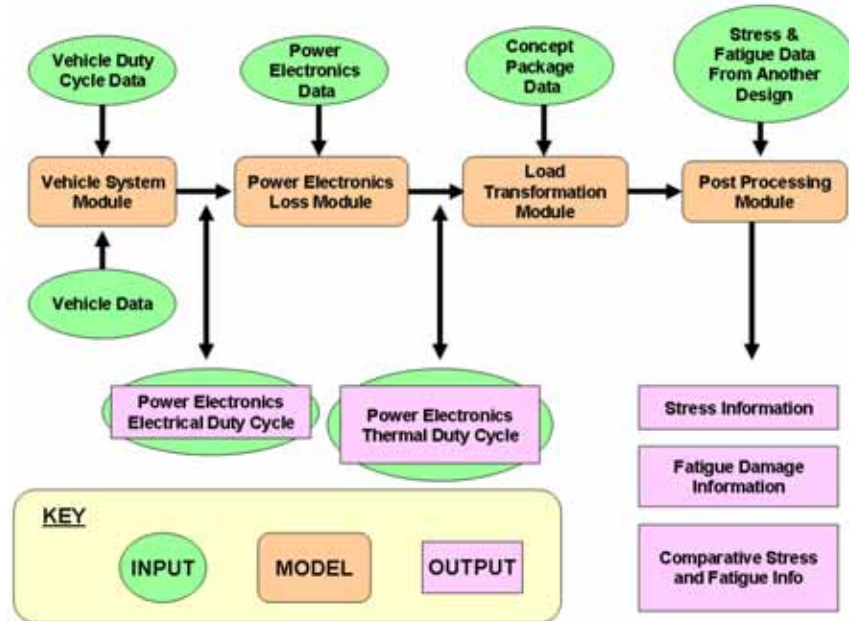 Vehicle Duty
Cycle Data
Power
Electronics
Data
Concept
Package
Data
Stress &
Fatigue Data
From Another
Design
Vehicle System
Module
Power Electronics
Loss Module
Load
Transformation
Module
Post Processing
Module
Vehicle Data
Power Electronics
Electrical Duty Cycle
Power Electronics
Thermal Duty Cycle
Stress Information
Fatigue Damage
Information
Comparative Stress
and Fatigue Info
KEY
INPUT
MODEL
OUTPUT